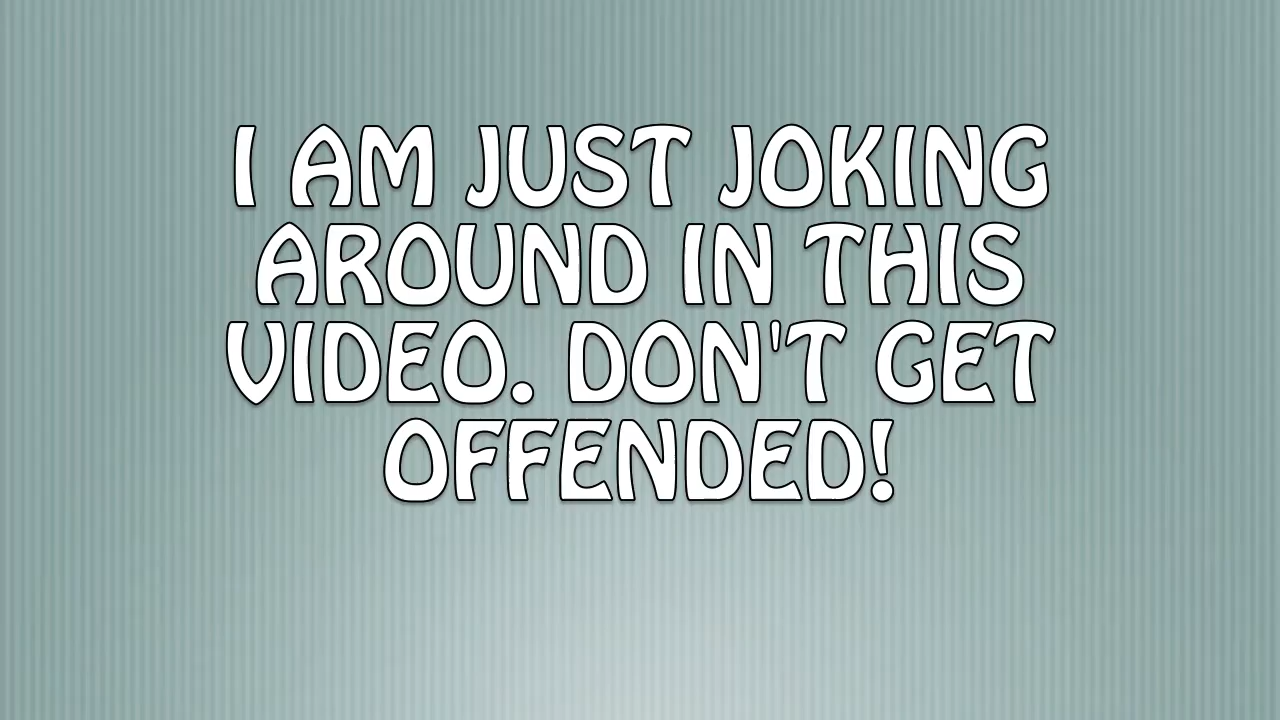 I AM JUST JOKING
AROUND IN THIS
VIDEO. DON'T GET
OFFENDED!